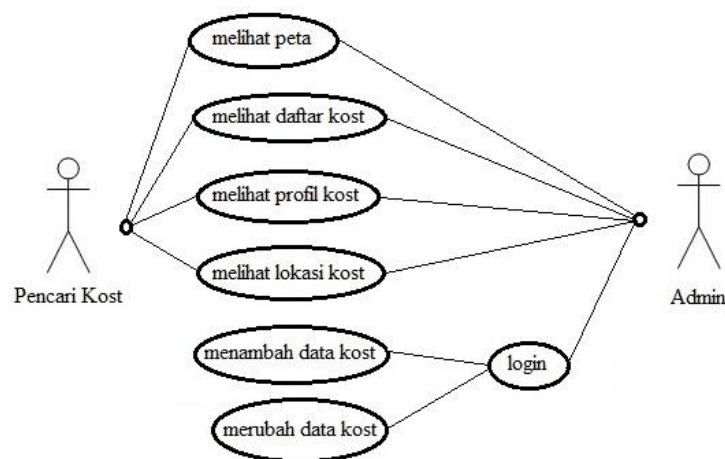 melihat peta
melihat daftar kost
melihat profil kost
melihat lokasi kost
Pencari Kost
Admin
menambah data kost
login
merubah data kost